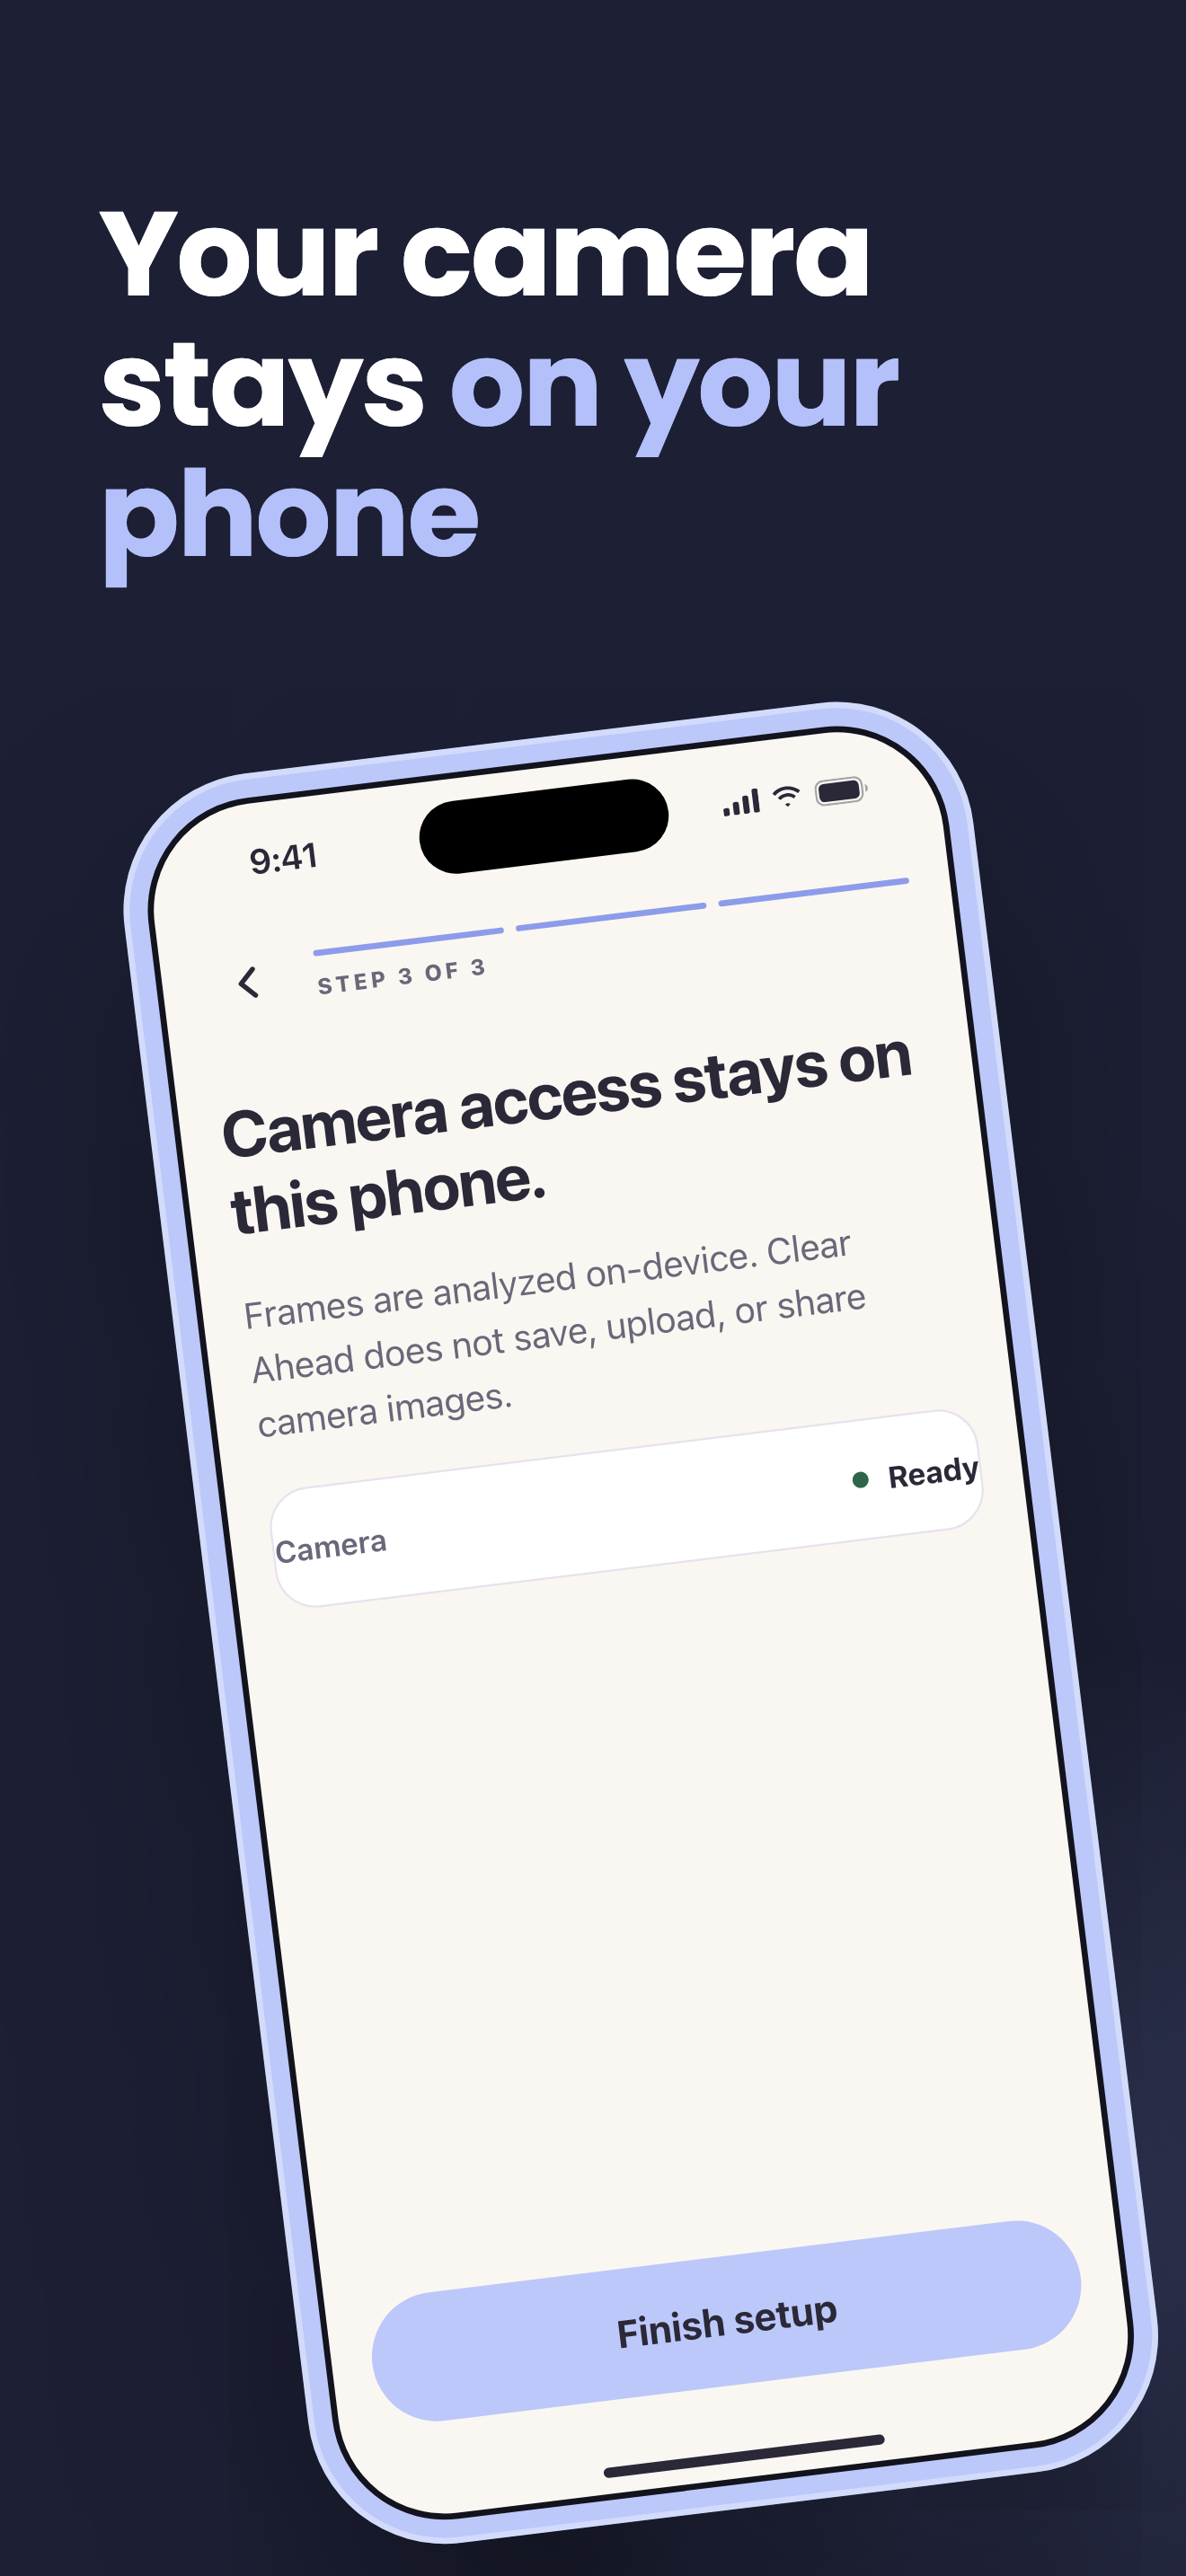 Your camera
stays on your
phone
9:41
STEP 3 OF 3
Camera access stays on
this phone.
Frames are analyzed on-device. Clear
Ahead does not save, upload, or share
camera images.
Camera
Ready
Finish setup